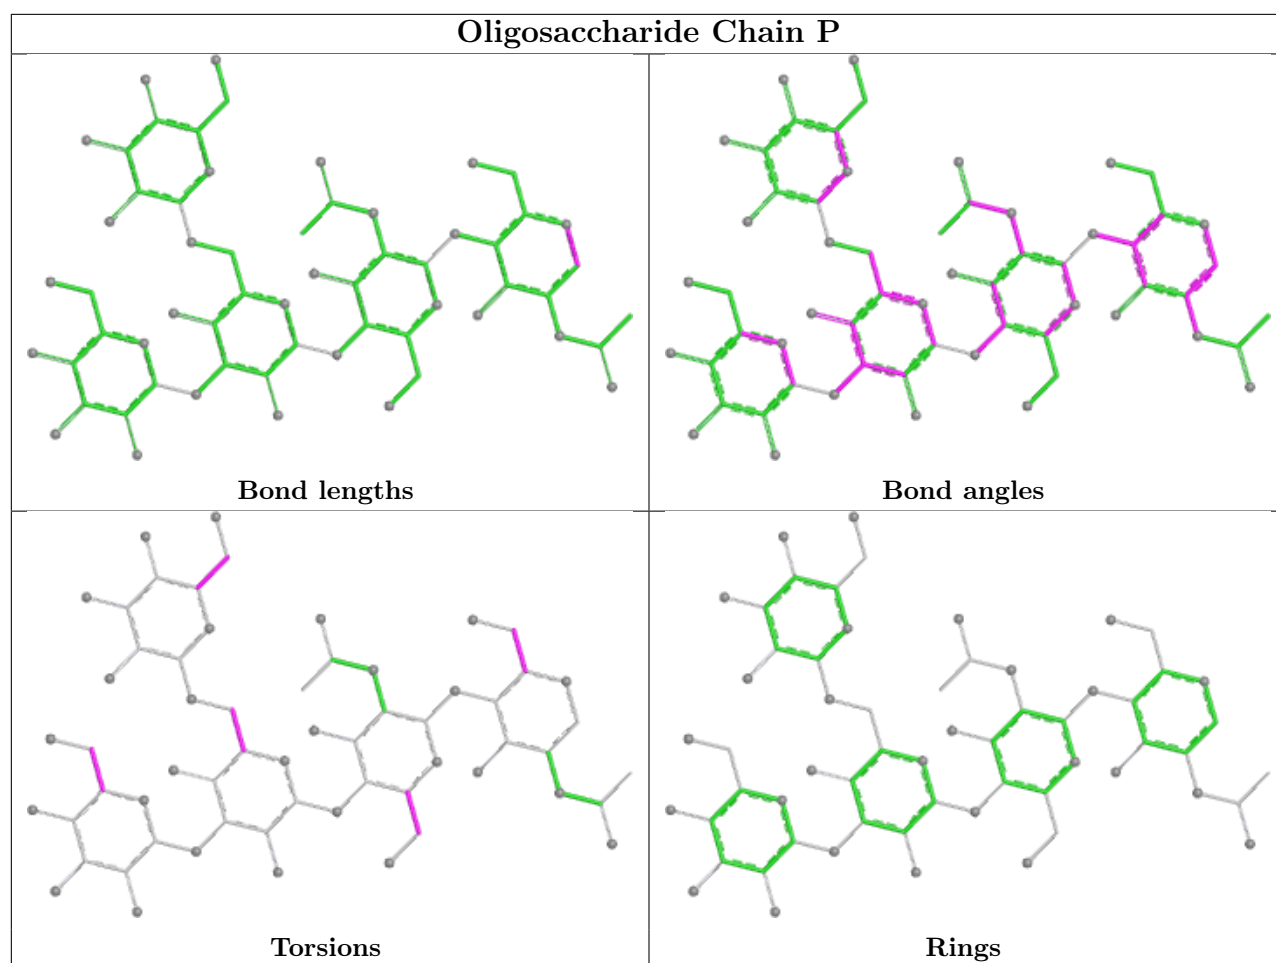 Oligosaccharide Chain P
Bond lengths
Bond angles
Torsions
Rings